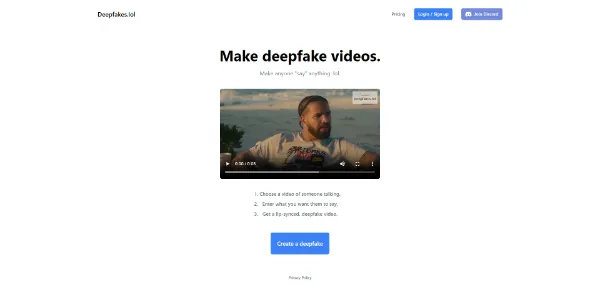 Deepfakes.lol
Pricing
Login / Sign up
Join Discord
Make deepfake videos.
Make anyone "say" anything. lol.
deepfakes.lol
0:00 / 0:05
1. Choose a video of someone talking.
2. Enter what you want them to say.
3. Get a lip-synced, deepfake video.
Create a deepfake
Privacy Policy